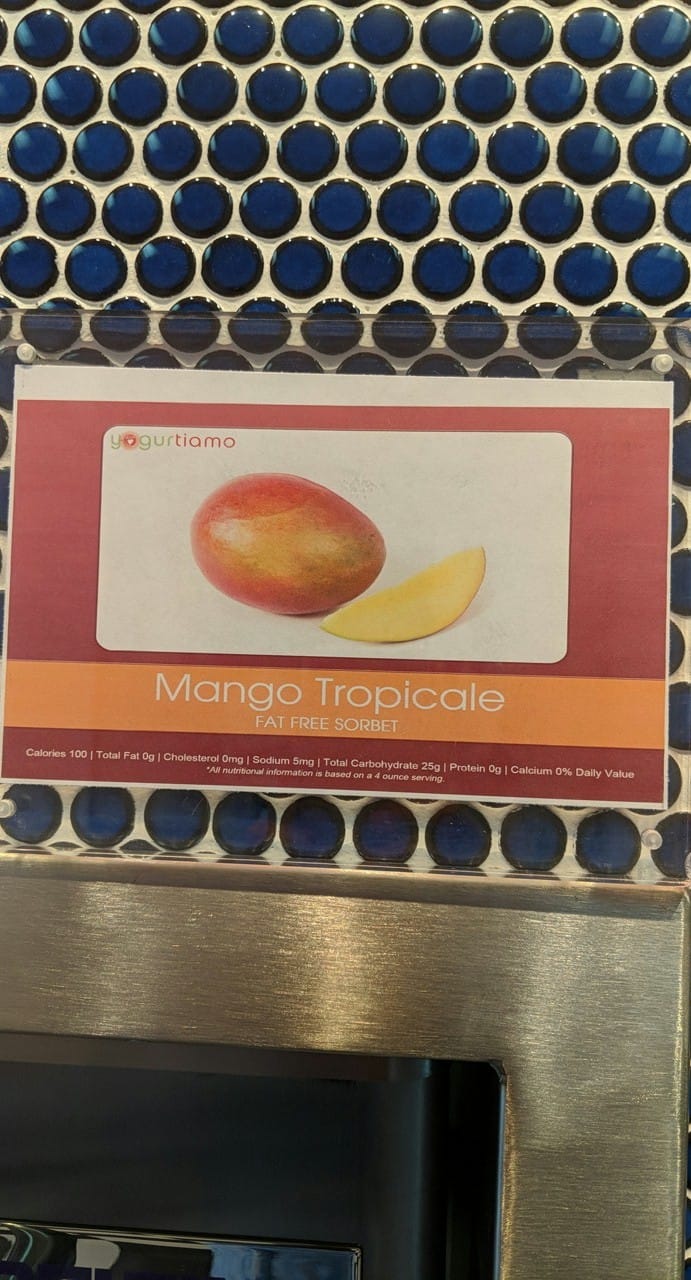 yogurtiamo
Mango Tropicale
FAT FREE SORBET
Calories 100 | Total Fat 0g | Cholesterol 0mg | Sodium 5mg | Total Carbohydrate 25g | Protein 0g | Calcium 0% Daily Value
*All nutritional information is based on a 4 ounce serving.